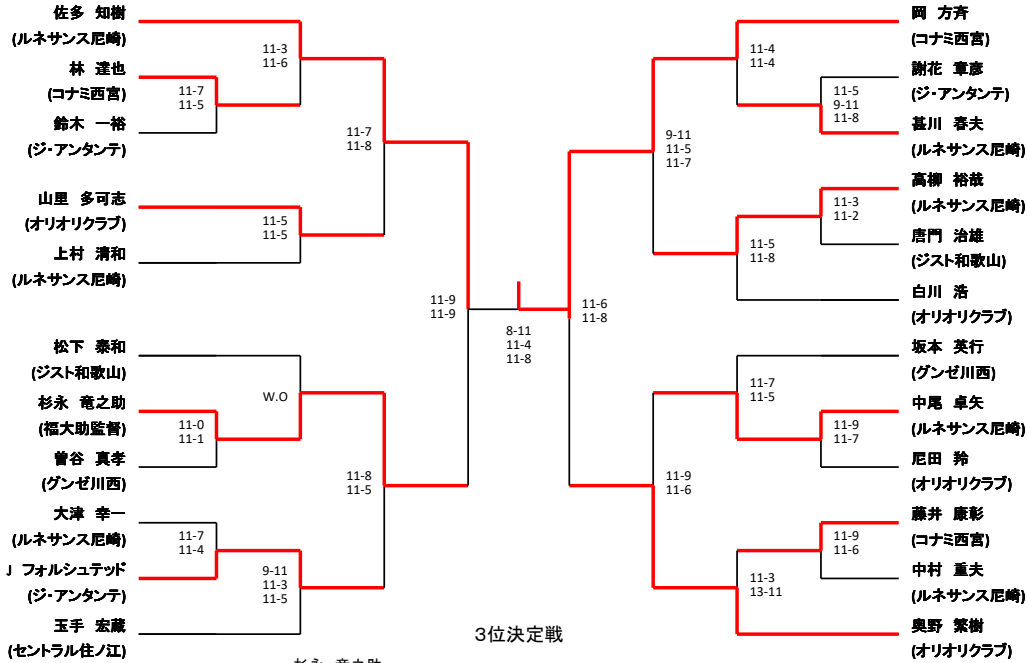 佐多 知樹
(ルネサンス尼崎)
林 達也
(コナミ西宮)
鈴木 一裕
(ジ・アンタンテ)
山里 多可志
(オリオリクラブ)
上村 清和
(ルネサンス尼崎)
松下 泰和
(ジスト和歌山)
杉永 竜之助
(福大助監督)
曽谷 真孝
(グンゼ川西)
大津 幸一
(ルネサンス尼崎)
J フォルシュテッド
(ジ・アンタンテ)
玉手 宏蔵
(セントラル住ノ江)
11-7
11-5
11-0
11-1
11-7
11-4
11-3
11-6
11-5
11-5
W.O
9-11
11-3
11-5
11-7
11-8
11-8
11-5
11-9
11-9
8-11
11-4
11-8
3位決定戦
11-6
11-8
9-11
11-5
11-7
11-9
11-6
11-4
11-4
11-5
11-8
11-7
11-5
11-3
13-11
11-5
9-11
11-8
11-3
11-2
11-9
11-7
11-9
11-6
岡 方斉
(コナミ西宮)
謝花 章彦
(ジ・アンタンテ)
甚川 春夫
(ルネサンス尼崎)
高柳 裕哉
(ルネサンス尼崎)
唐門 治雄
(ジスト和歌山)
白川 浩
(オリオリクラブ)
坂本 英行
(グンゼ川西)
中尾 卓矢
(ルネサンス尼崎)
尼田 羚
(オリオリクラブ)
藤井 康彰
(コナミ西宮)
中村 重夫
(ルネサンス尼崎)
奥野 繁樹
(オリオリクラブ)